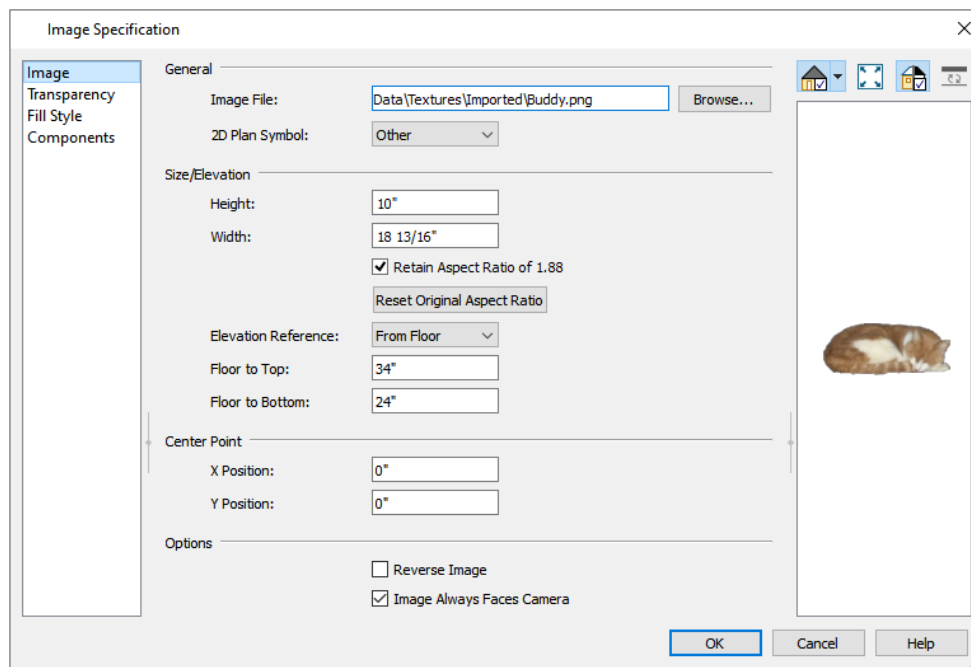 Image Specification
Image
Transparency
Fill Style
Components
General
Image File: Data\Textures\Imported\Buddy.png Browse...
2D Plan Symbol: Other
Size/Elevation
Height: 10"
Width: 18 13/16"
Retain Aspect Ratio of 1.88
Reset Original Aspect Ratio
Elevation Reference: From Floor
Floor to Top: 34"
Floor to Bottom: 24"
Center Point
X Position: 0"
Y Position: 0"
Options
Reverse Image
Image Always Faces Camera
OK Cancel Help